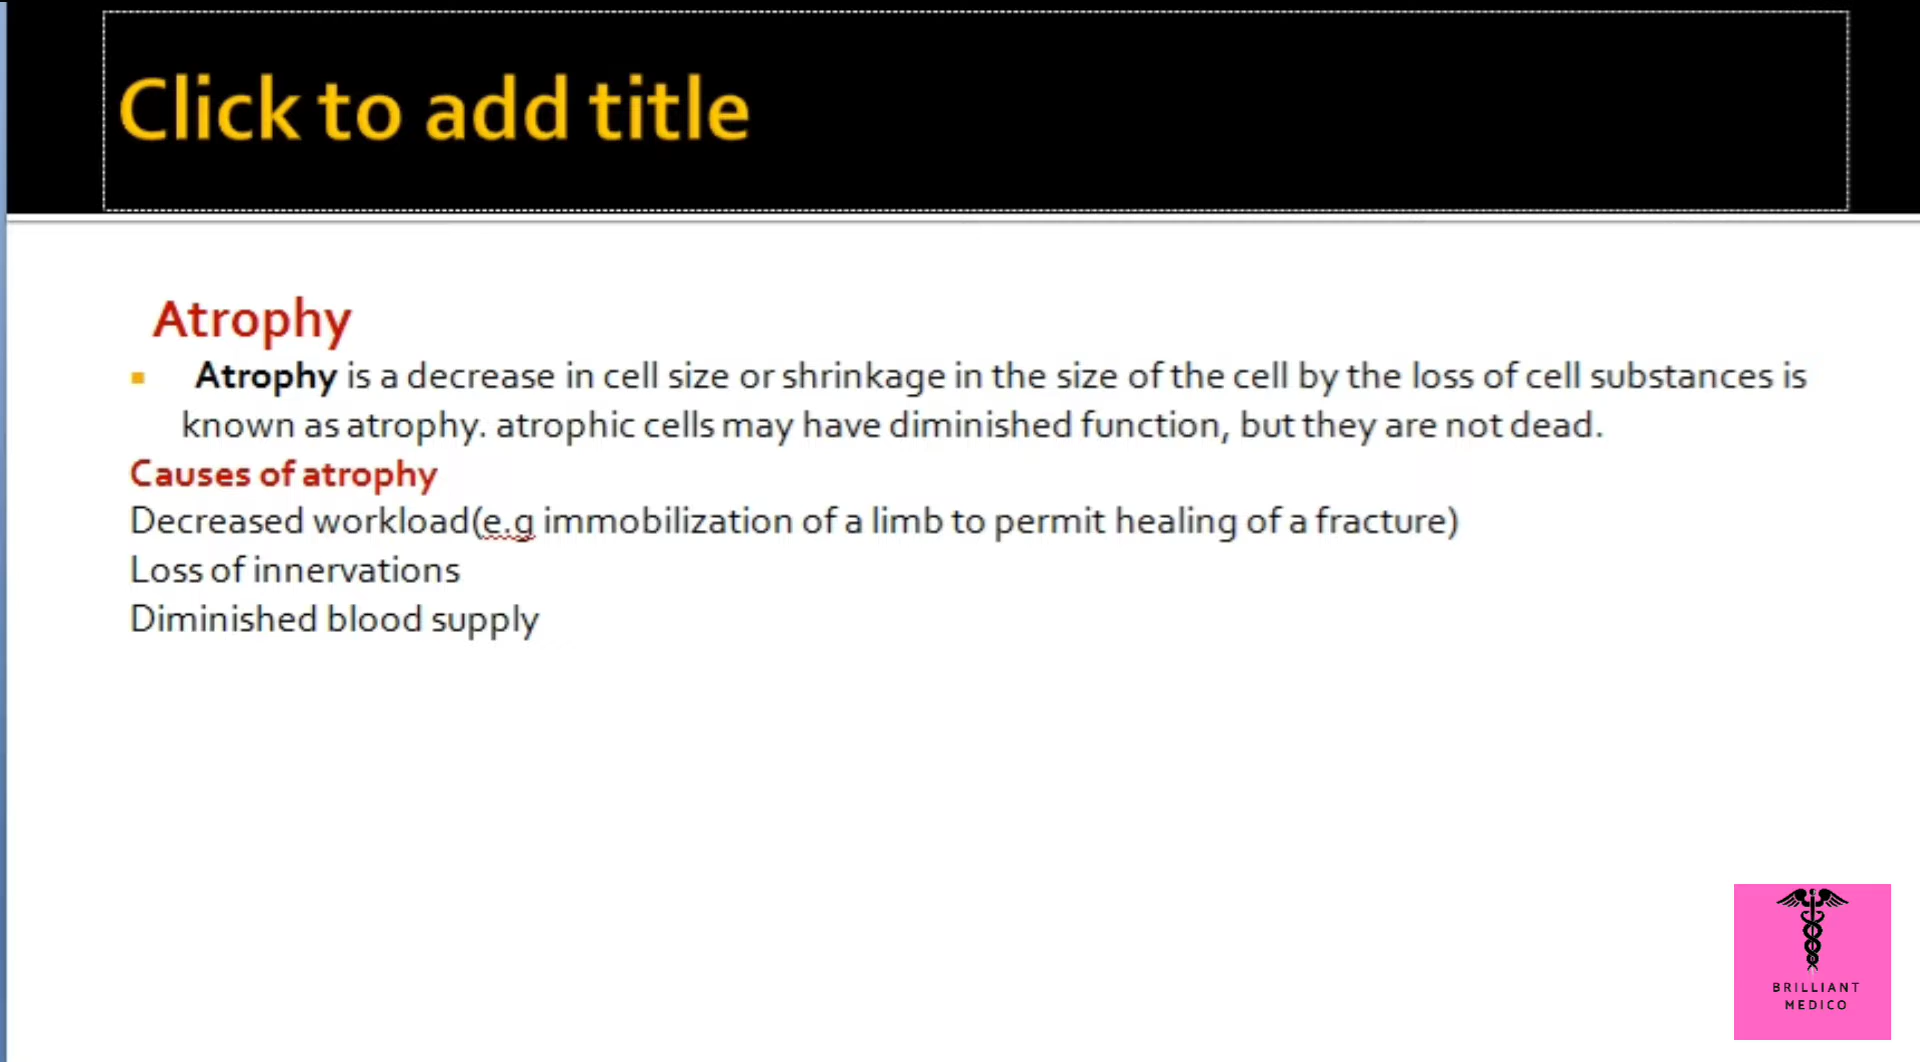 Click to add title
Atrophy
Atrophy is a decrease in cell size or shrinkage in the size of the cell by the loss of cell substances is
known as atrophy. atrophic cells may have diminished function, but they are not dead.
Causes of atrophy
Decreased workload(e.g immobilization of a limb to permit healing of a fracture)
Loss of innervations
Diminished blood supply
BRILLIANT
MEDICO